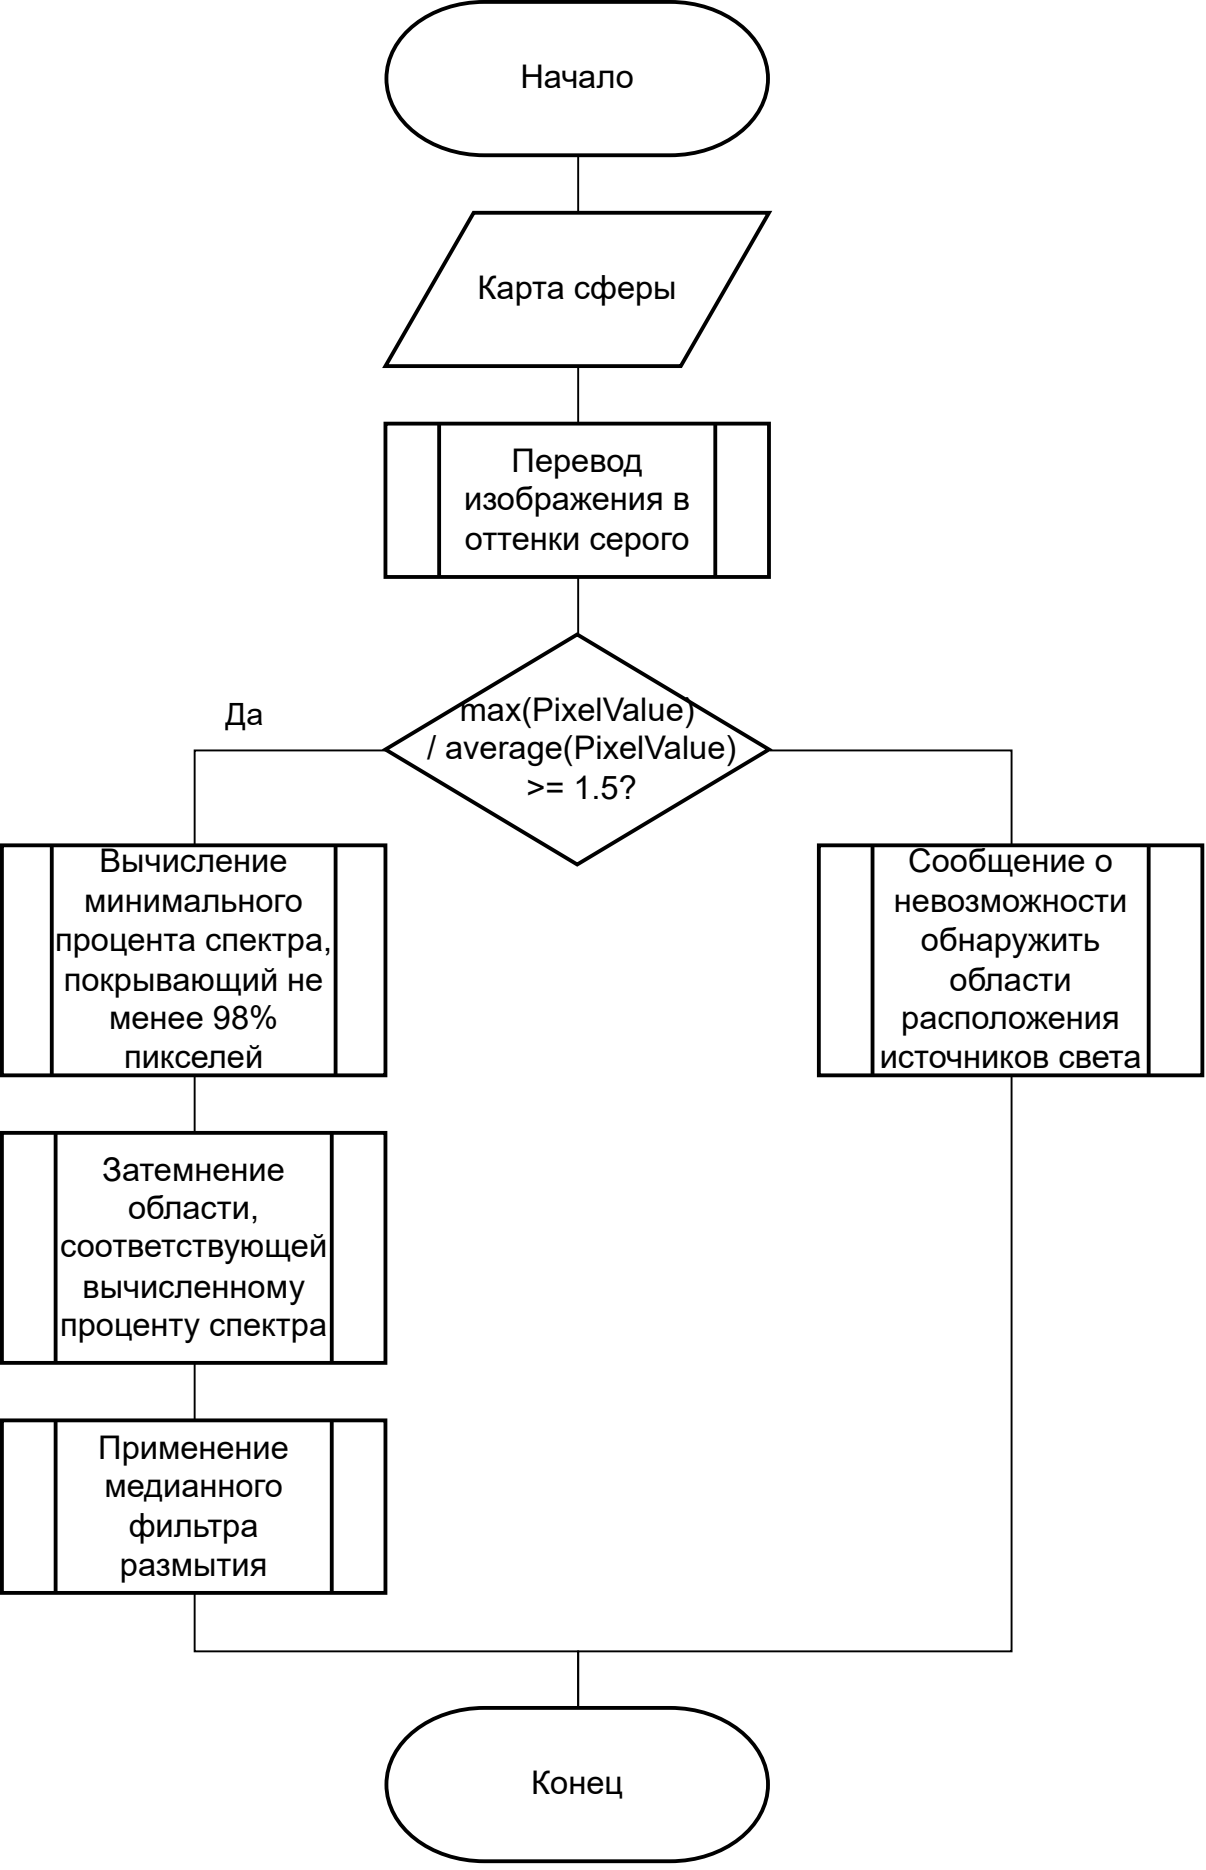 Начало
Карта сферы
Перевод
изображения в
оттенки серого
max(PixelValue)
/ average(PixelValue)
>= 1.5?
Да
Вычисление
минимального
процента спектра,
покрывающий не
менее 98%
пикселей
Сообщение о
невозможности
обнаружить
области
расположения
источников света
Затемнение
области,
соответствующей
вычисленному
проценту спектра
Применение
медианного
фильтра
размытия
Конец